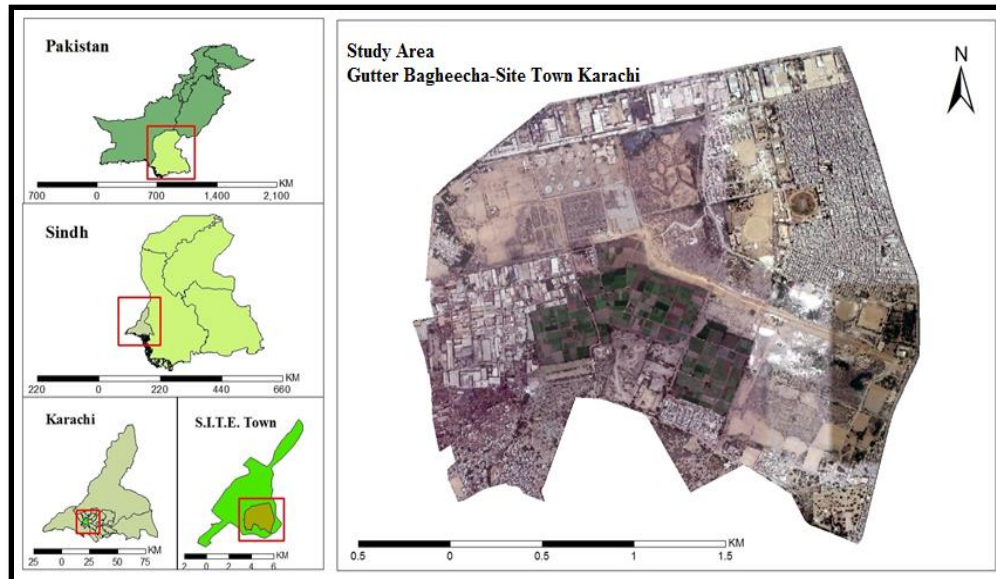 Pakistan
KM
700 0 700 1,400 2,100
Sindh
KM
220 0 220 440 660
Karachi
KM
25 0 25 50 75
S.I.T.E. Town
KM
2 0 2 4 6
Study Area
Gutter Bagheecha-Site Town Karachi
N
KM
0.5 0 0.5 1 1.5